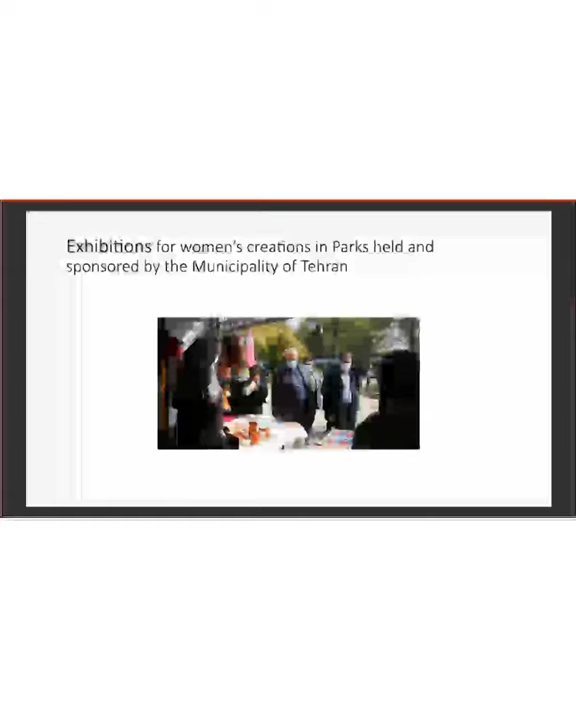 Exhibitions for women's creations in Parks held and
sponsored by the Municipality of Tehran